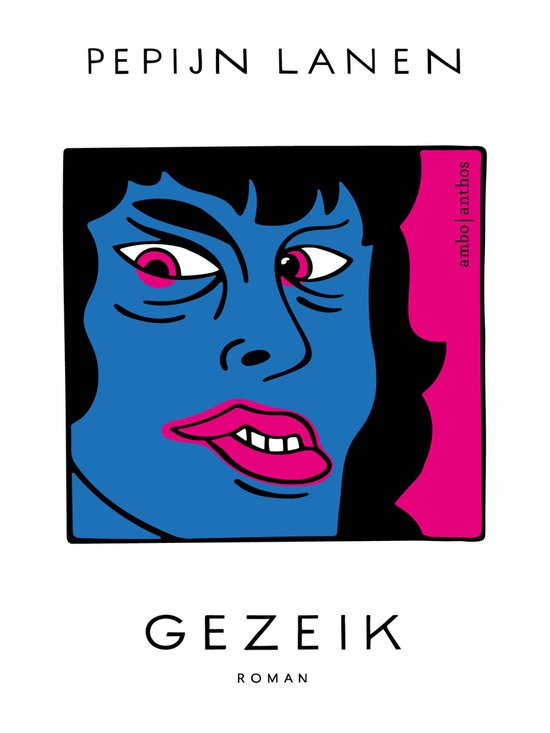 PEPIJN LANEN
ambo|anthos
GEZEIK
ROMAN